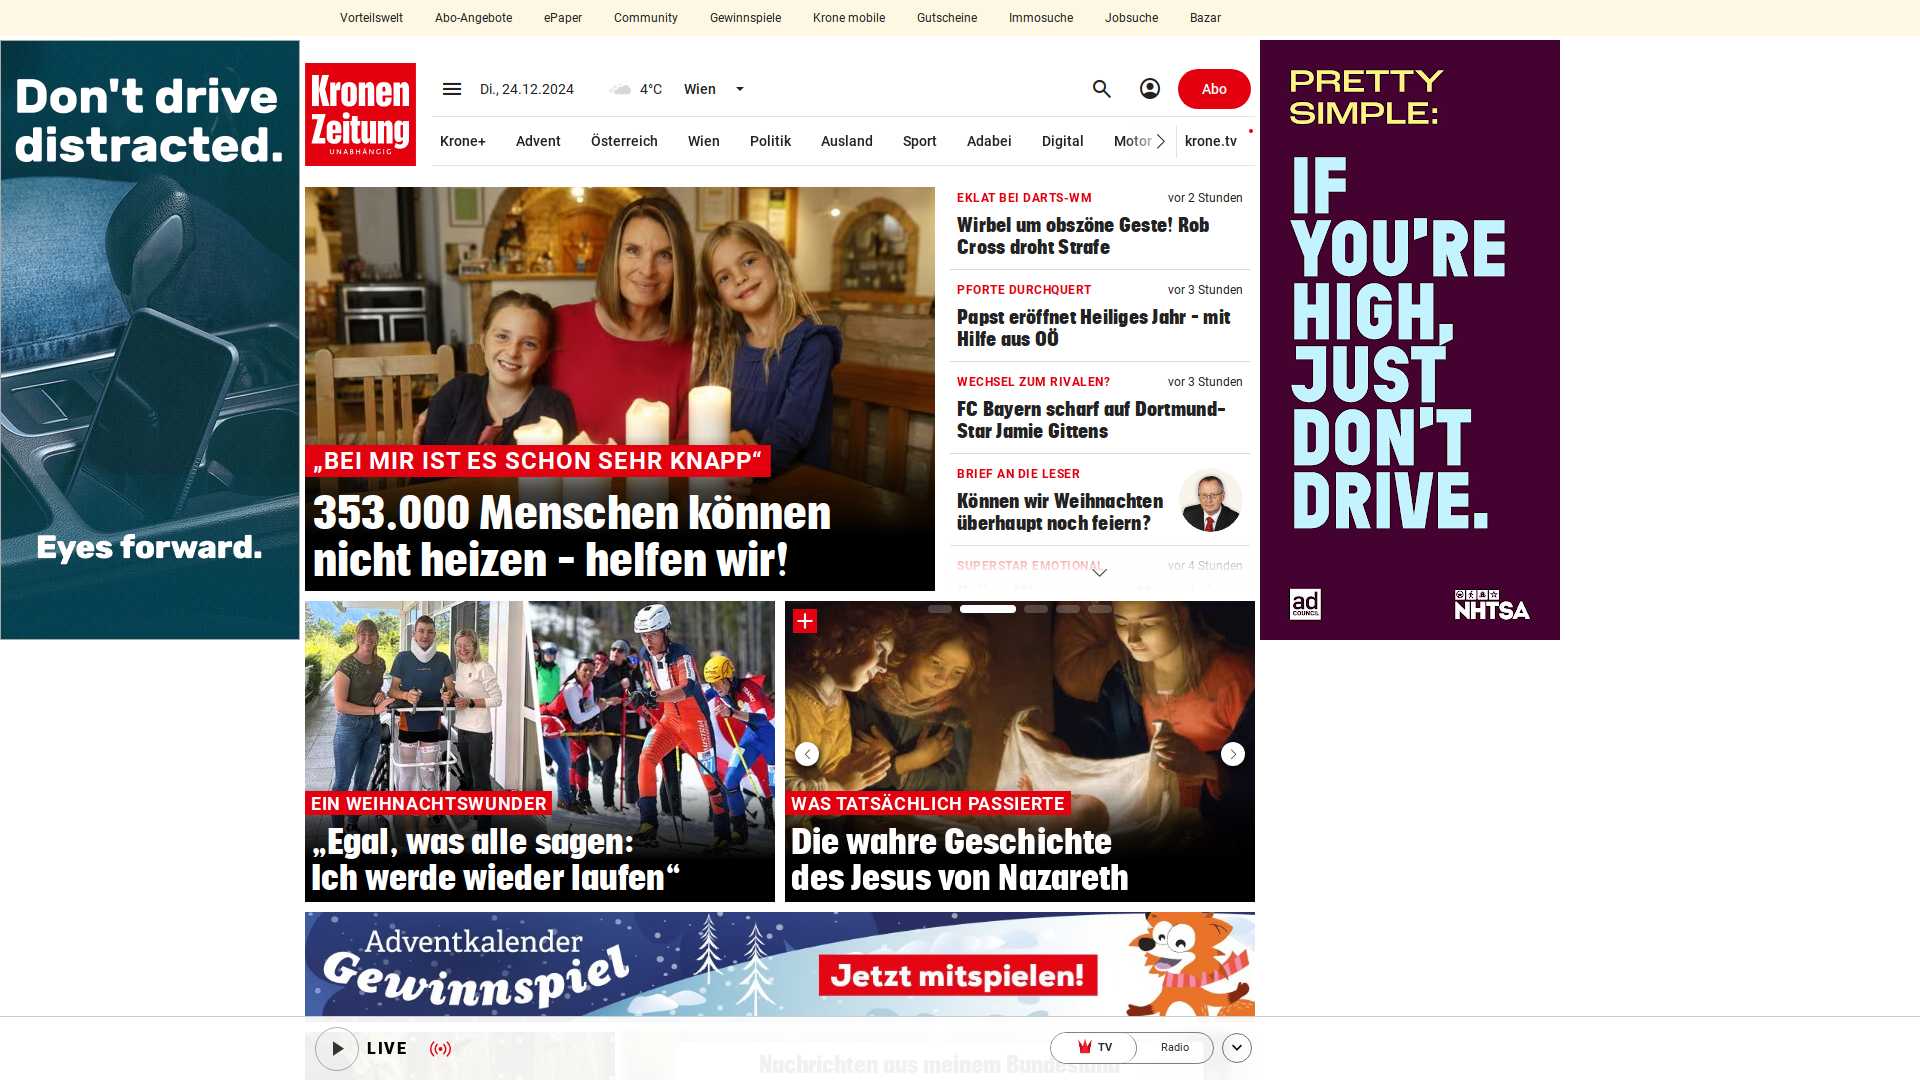 Vorteilswelt
Abo-Angebote
ePaper
Community
Gewinnspiele
Krone mobile
Gutscheine
Immosuche
Jobsuche
Bazar
Don't drive
distracted.
Eyes forward.
Kronen
Zeitung
UNABHÄNGIG
Di., 24.12.2024
4°C
Wien
Abo
Krone+
Advent
Österreich
Wien
Politik
Ausland
Sport
Adabei
Digital
Motor
krone.tv
„BEI MIR IST ES SCHON SEHR KNAPP“
353.000 Menschen können
nicht heizen – helfen wir!
EKLAT BEI DARTS-WM
vor 2 Stunden
Wirbel um obszöne Geste! Rob
Cross droht Strafe
PFORTE DURCHQUERT
vor 3 Stunden
Papst eröffnet Heiliges Jahr – mit
Hilfe aus OÖ
WECHSEL ZUM RIVALEN?
vor 3 Stunden
FC Bayern scharf auf Dortmund-
Star Jamie Gittens
BRIEF AN DIE LESER
Können wir Weihnachten
überhaupt noch feiern?
SUPERSTAR EMOTIONAL
vor 4 Stunden
PRETTY
SIMPLE:
IF
YOU'RE
HIGH,
JUST
DON'T
DRIVE.
ad
COUNCIL
NHTSA
EIN WEIHNACHTSWUNDER
„Egal, was alle sagen:
Ich werde wieder laufen“
WAS TATSÄCHLICH PASSIERTE
Die wahre Geschichte
des Jesus von Nazareth
Adventkalender
Gewinnspiel
Jetzt mitspielen!
LIVE
TV
Radio
Nachrichten aus meinem Bundesland